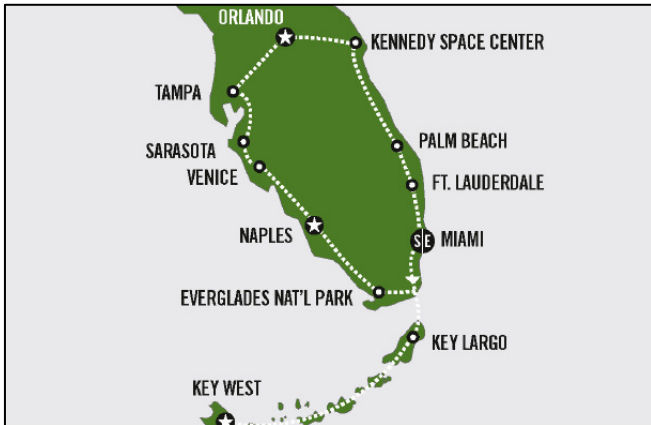 ORLANDO
KENNEDY SPACE CENTER
TAMPA
PALM BEACH
SARASOTA
VENICE
FT. LAUDERDALE
NAPLES
S E MIAMI
EVERGLADES NAT'L PARK
KEY LARGO
KEY WEST